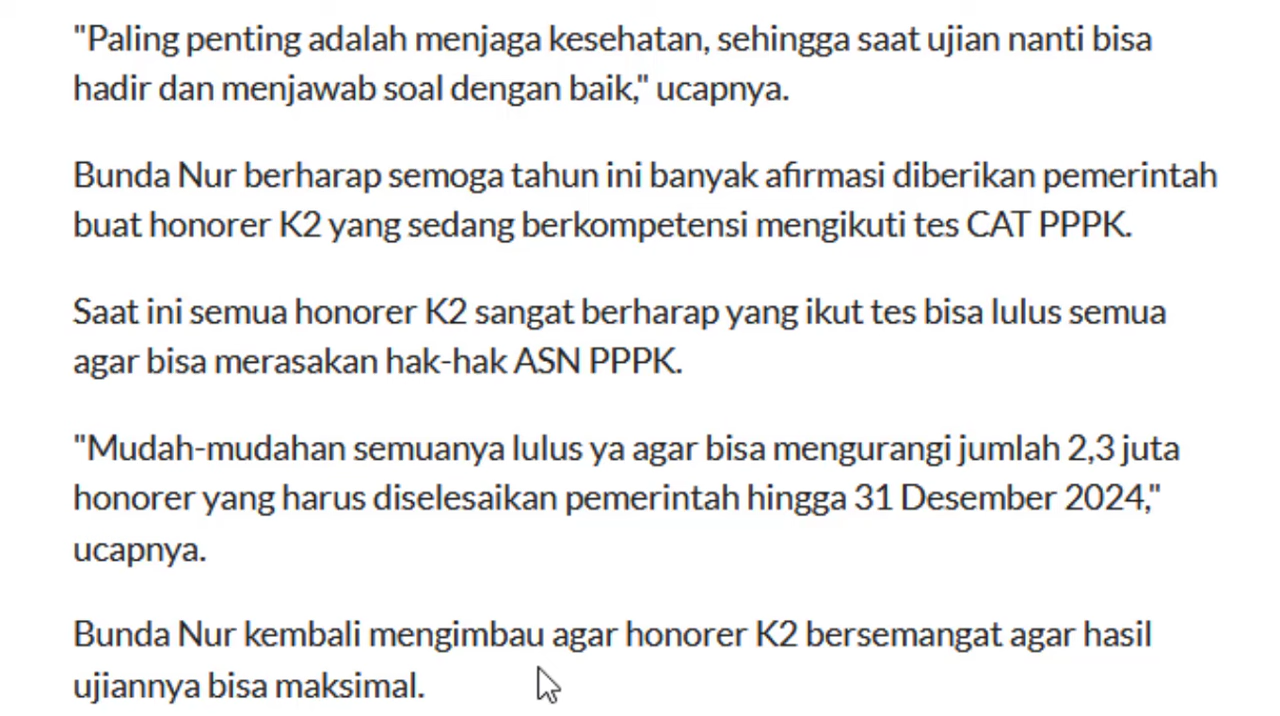 "Paling penting adalah menjaga kesehatan, sehingga saat ujian nanti bisa
hadir dan menjawab soal dengan baik," ucapnya.
Bunda Nur berharap semoga tahun ini banyak afirmasi diberikan pemerintah
buat honorer K2 yang sedang berkompetensi mengikuti tes CAT PPPK.
Saat ini semua honorer K2 sangat berharap yang ikut tes bisa lulus semua
agar bisa merasakan hak-hak ASN PPPK.
"Mudah-mudahan semuanya lulus ya agar bisa mengurangi jumlah 2,3 juta
honorer yang harus diselesaikan pemerintah hingga 31 Desember 2024,"
ucapnya.
Bunda Nur kembali mengimbau agar honorer K2 bersemangat agar hasil
ujiannya bisa maksimal.